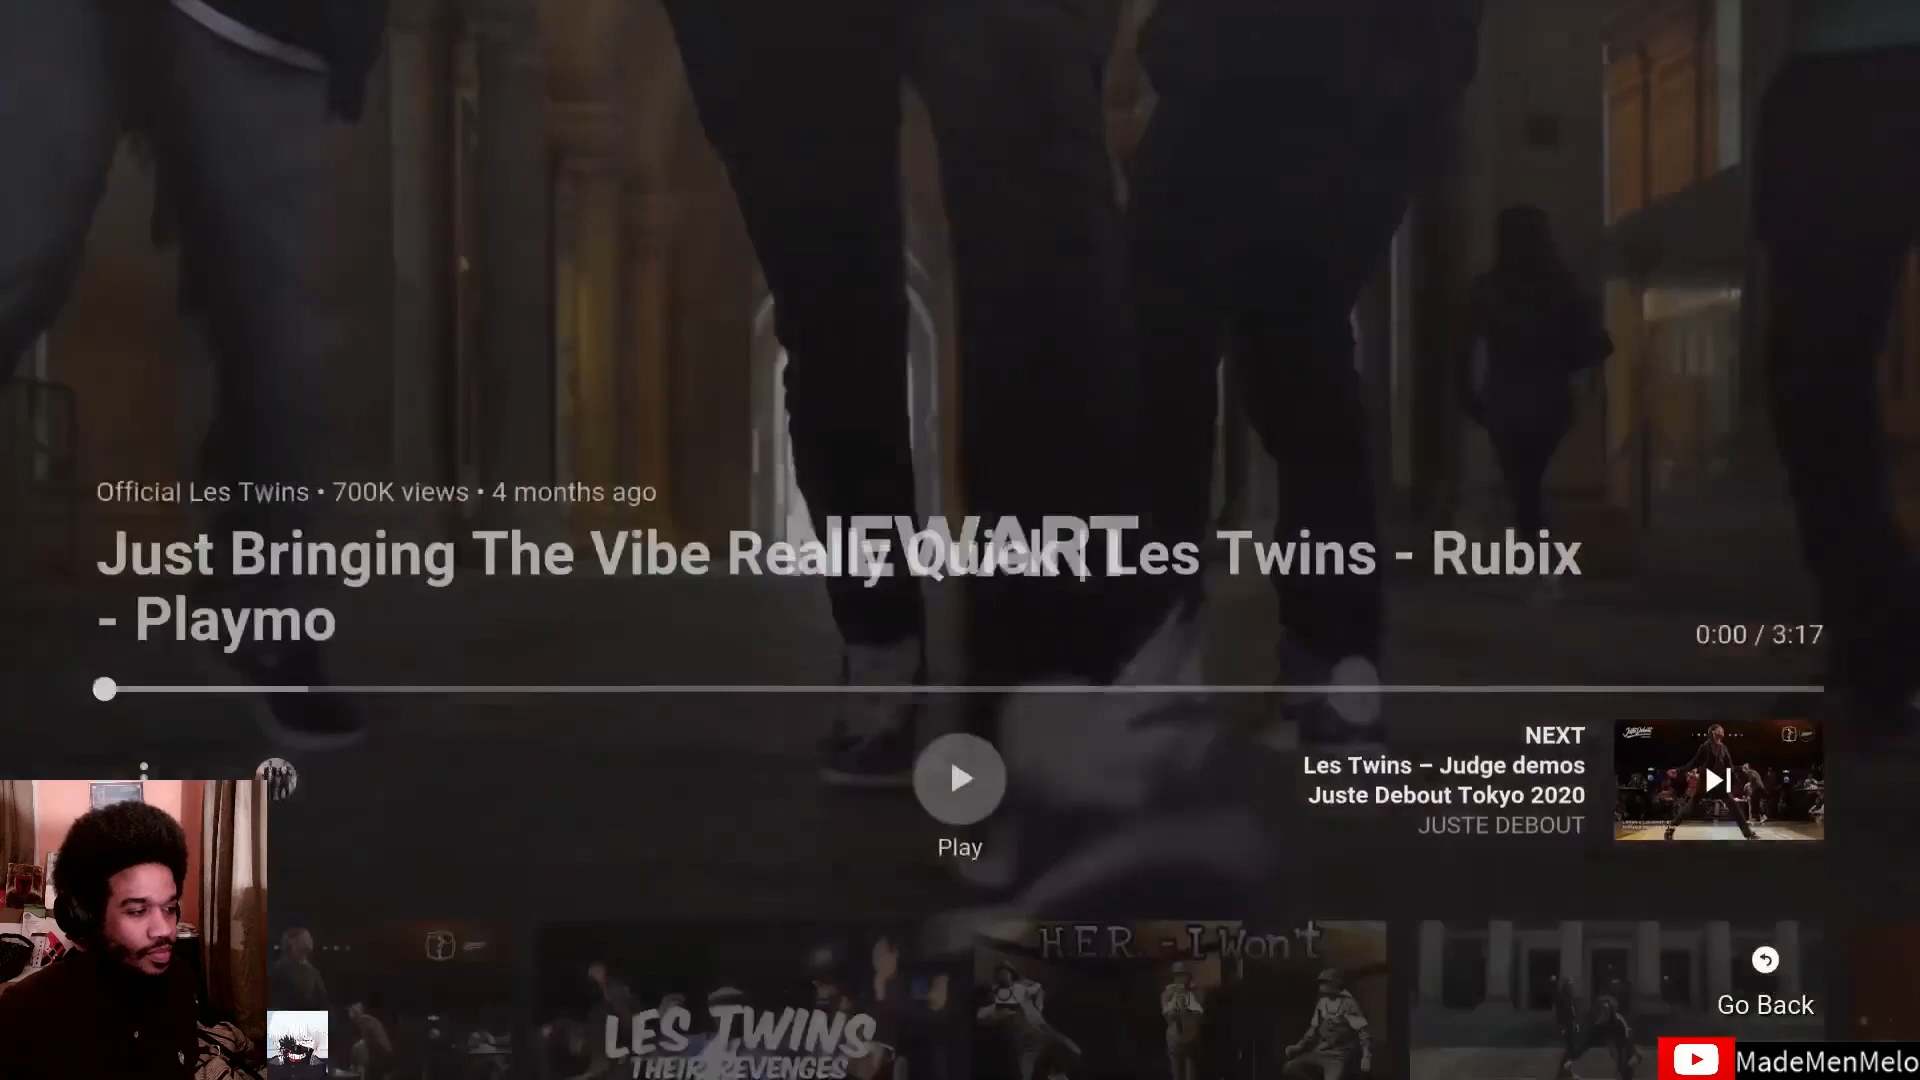 Official Les Twins • 700K views • 4 months ago
NEWART
Just Bringing The Vibe Really Quick | Les Twins - Rubix
- Playmo
0:00 / 3:17
NEXT
Les Twins – Judge demos
Juste Debout Tokyo 2020
JUSTE DEBOUT
Play
H.E.R. - I Won't
LES TWINS
THEIR REVENGES
Go Back
MadeMenMelo